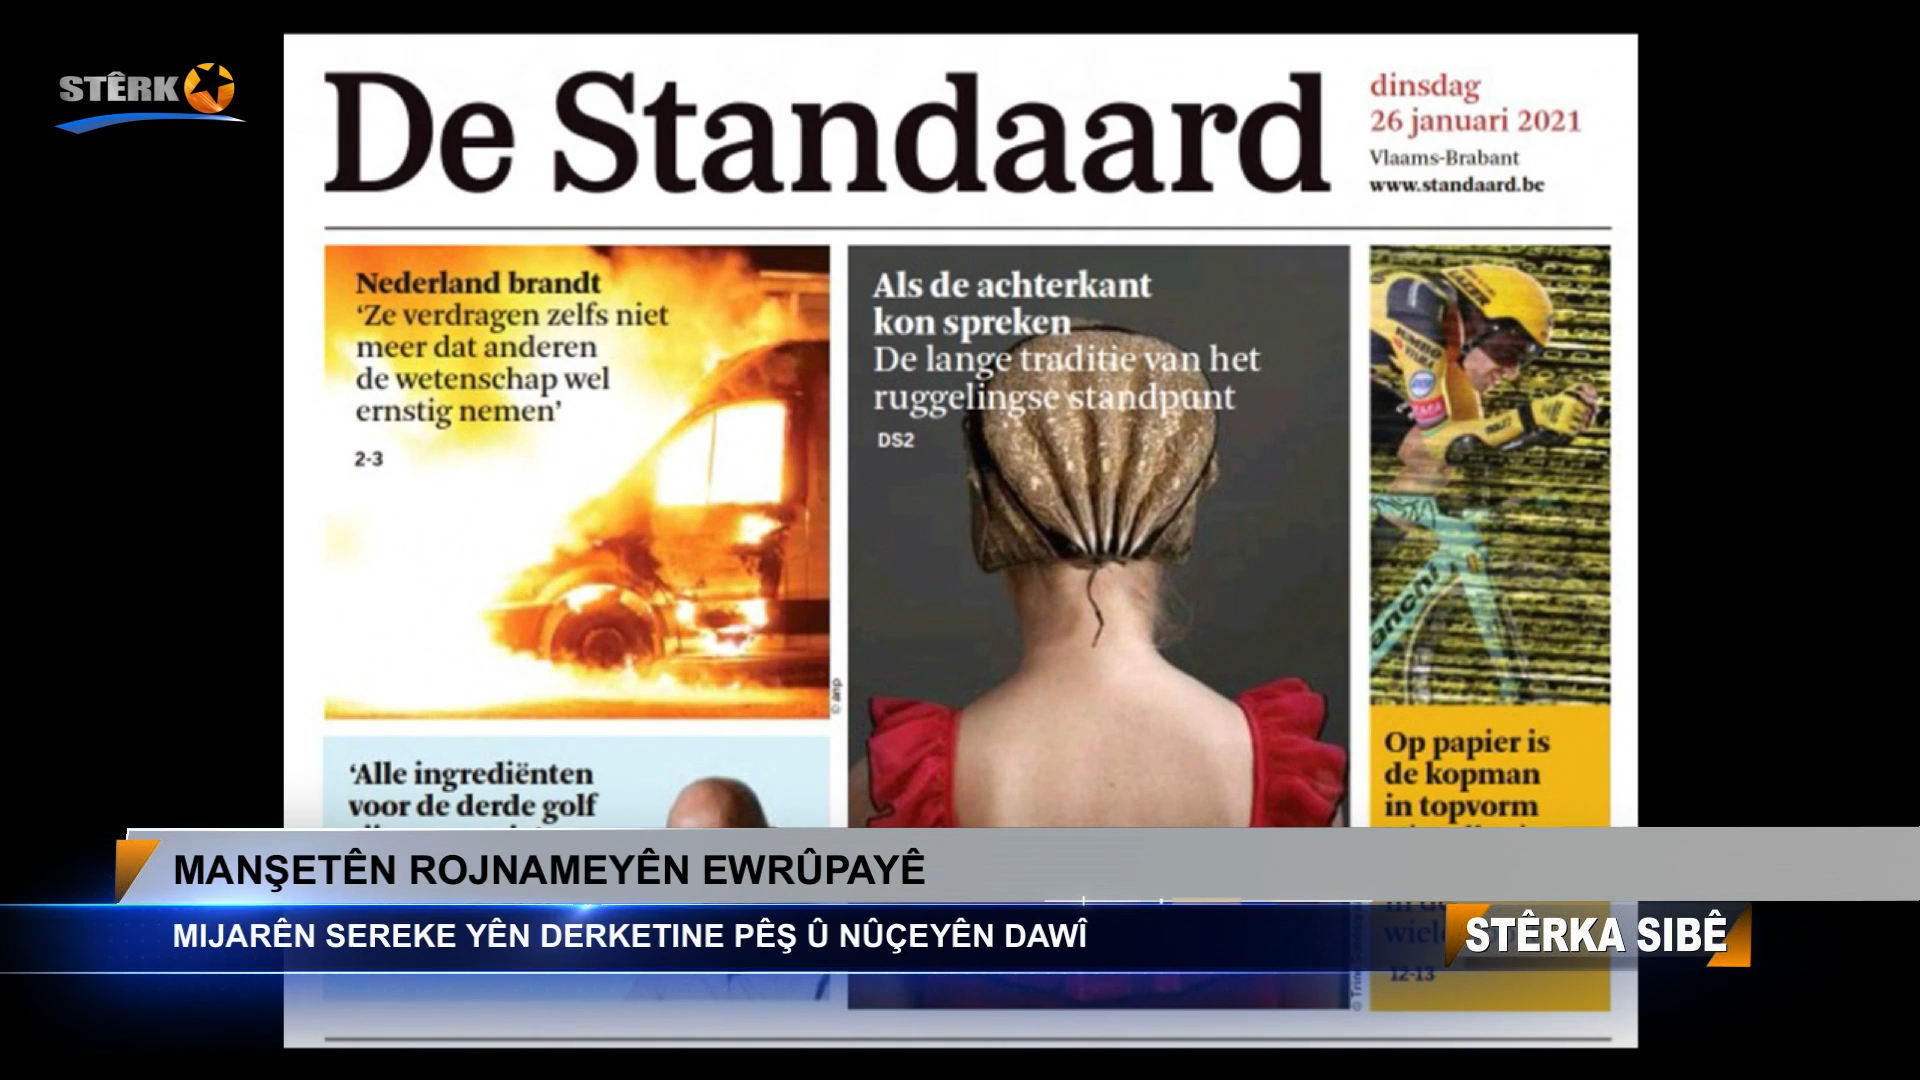 STÊRK
De Standaard
dinsdag
26 januari 2021
Vlaams-Brabant
www.standaard.be
Nederland brandt
‘Ze verdragen zelfs niet
meer dat anderen
de wetenschap wel
ernstig nemen’
2-3
© anp
Als de achterkant
kon spreken
De lange traditie van het
ruggelingse standpunt
DS2
‘Alle ingrediënten
voor de derde golf
Op papier is
de kopman
in topvorm
12-13
MANŞETÊN ROJNAMEYÊN EWRÛPAYÊ
MIJARÊN SEREKE YÊN DERKETINE PÊŞ Û NÛÇEYÊN DAWÎ
STÊRKA SIBÊ